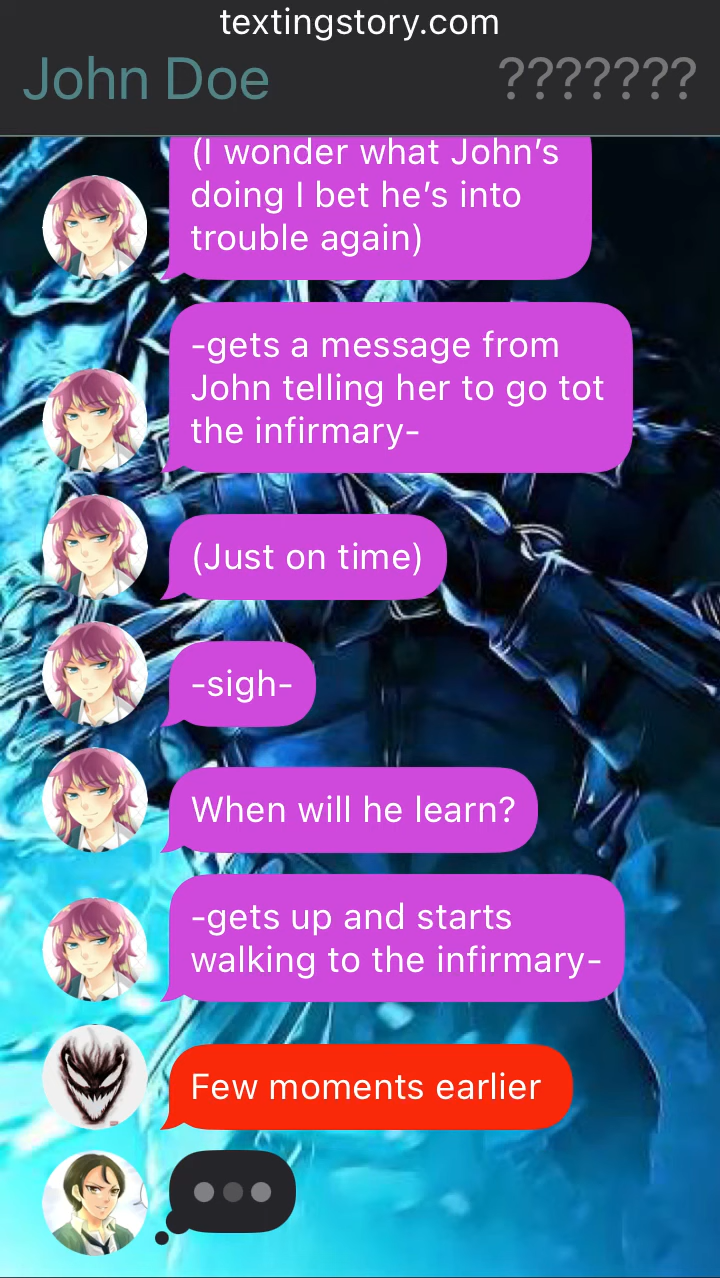 textingstory.com
John Doe ???????
(I wonder what John’s
doing I bet he’s into
trouble again)
-gets a message from
John telling her to go tot
the infirmary-
(Just on time)
-sigh-
When will he learn?
-gets up and starts
walking to the infirmary-
Few moments earlier